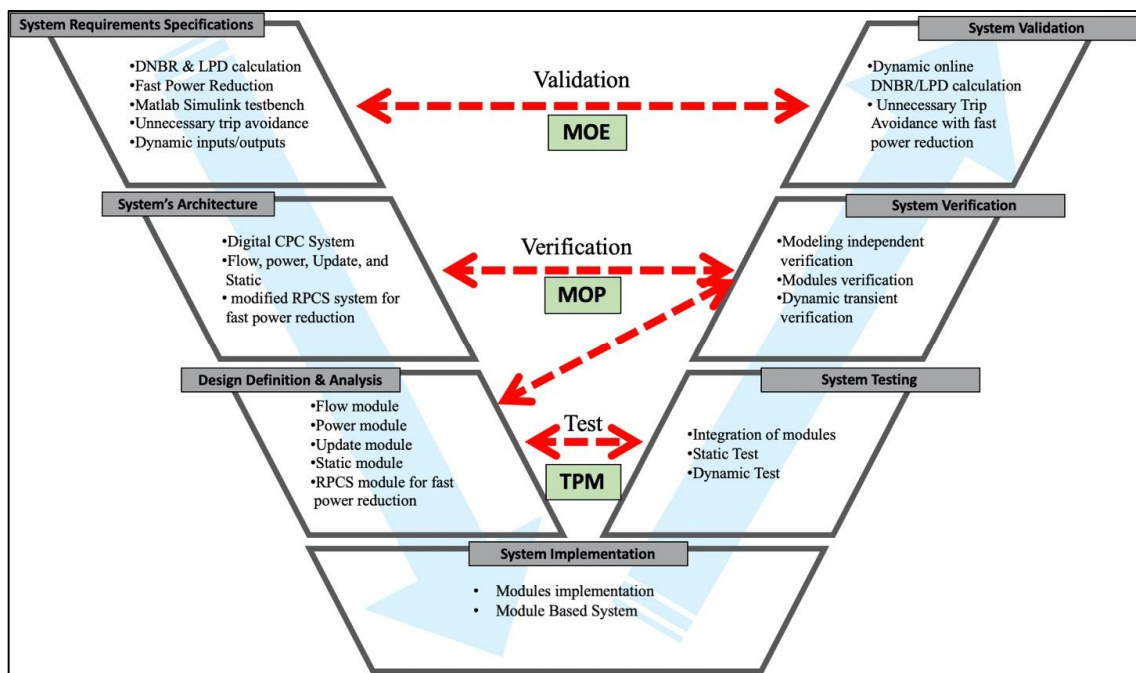 System Requirements Specifications
•DNBR & LPD calculation
•Fast Power Reduction
•Matlab Simulink testbench
•Unnecessary trip avoidance
•Dynamic inputs/outputs
Validation
MOE
System Validation
•Dynamic online
DNBR/LPD calculation
• Unnecessary Trip
Avoidance with fast
power reduction
System's Architecture
•Digital CPC System
•Flow, power, Update, and
Static
• modified RPCS system for
fast power reduction
Verification
MOP
System Verification
•Modeling independent
verification
•Modules verification
•Dynamic transient
verification
Design Definition & Analysis
•Flow module
•Power module
•Update module
•Static module
•RPCS module for fast
power reduction
Test
TPM
System Testing
•Integration of modules
•Static Test
•Dynamic Test
System Implementation
• Modules implementation
• Module Based System